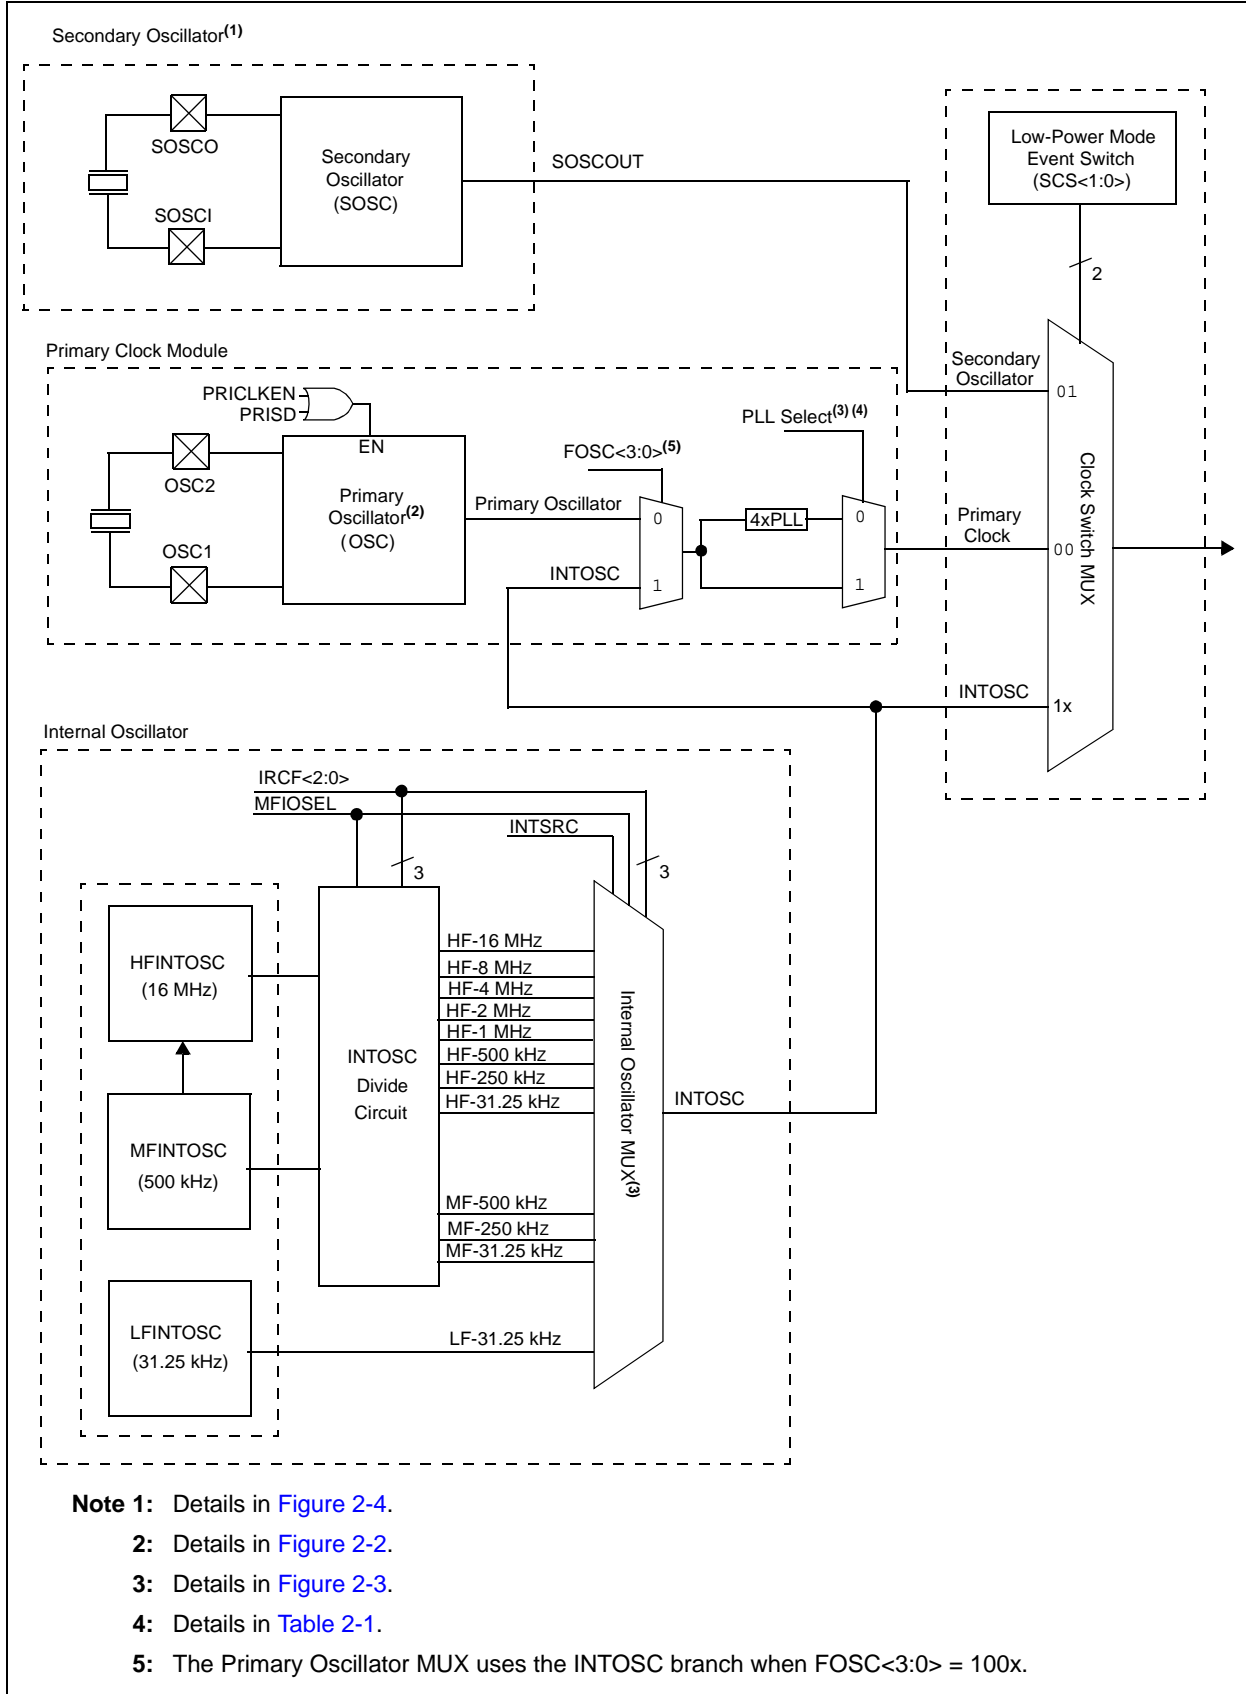 Secondary Oscillator(1)
SOSCO
SOSCI
Secondary
Oscillator
(SOSC)
SOSCOUT
Low-Power Mode
Event Switch
(SCS<1:0>)
2
Secondary
Oscillator
01
Primary
Clock
00
INTOSC
1x
Clock Switch MUX
Primary Clock Module
PRICLKEN
PRISD
EN
OSC2
OSC1
Primary
Oscillator(2)
(OSC)
Primary Oscillator
INTOSC
FOSC<3:0>(5)
0
1
PLL Select(3) (4)
4xPLL
0
1
Internal Oscillator
IRCF<2:0>
MFIOSEL
INTSRC
3
3
HFINTOSC
(16 MHz)
MFINTOSC
(500 kHz)
LFINTOSC
(31.25 kHz)
INTOSC
Divide
Circuit
HF-16 MHz
HF-8 MHz
HF-4 MHz
HF-2 MHz
HF-1 MHz
HF-500 kHz
HF-250 kHz
HF-31.25 kHz
MF-500 kHz
MF-250 kHz
MF-31.25 kHz
LF-31.25 kHz
Internal Oscillator MUX(3)
INTOSC
Note 1: Details in Figure 2-4.
2: Details in Figure 2-2.
3: Details in Figure 2-3.
4: Details in Table 2-1.
5: The Primary Oscillator MUX uses the INTOSC branch when FOSC<3:0> = 100x.